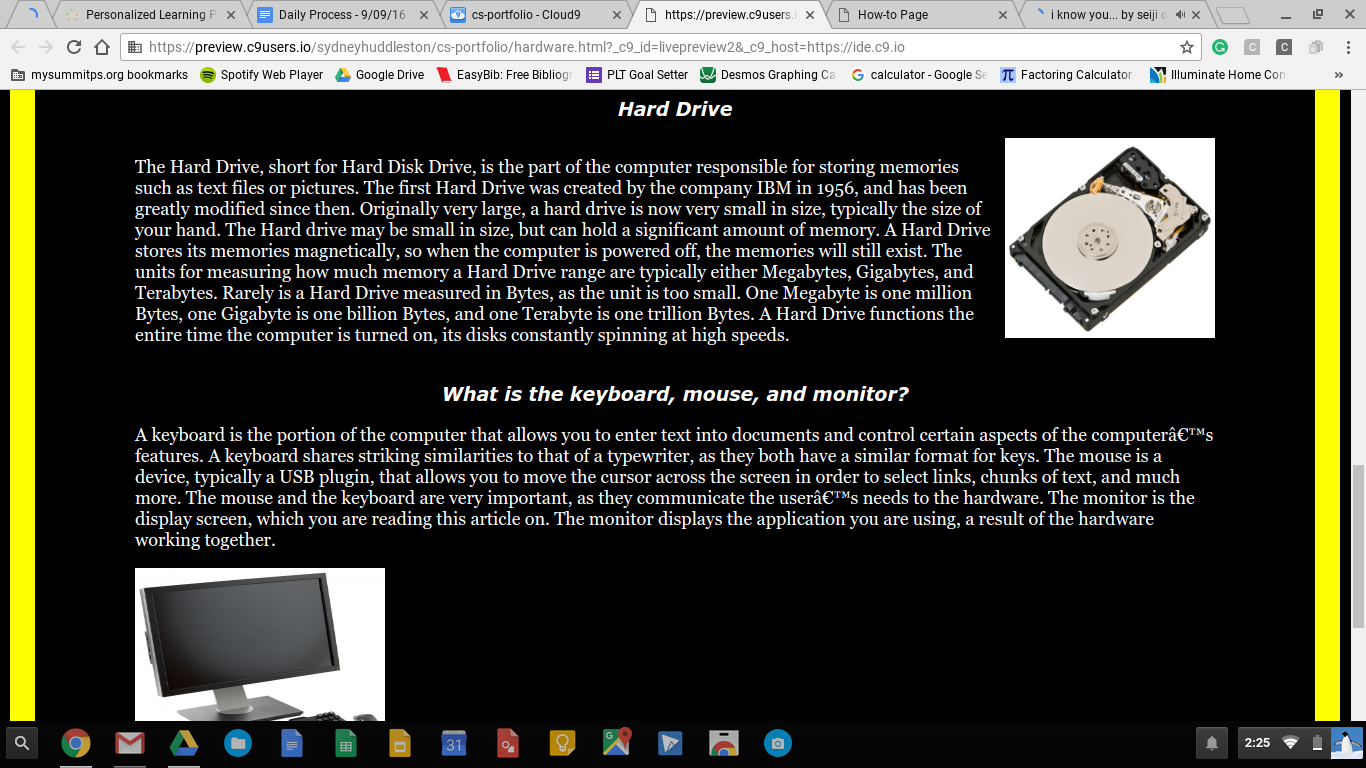 Personalized Learning P
Daily Process - 9/09/16 -
cs-portfolio - Cloud9
https://preview.c9users.i
How-to Page
i know you... by seiji o
https://preview.c9users.io/sydneyhuddleston/cs-portfolio/hardware.html?_c9_id=livepreview2&_c9_host=https://ide.c9.io
mysummitps.org bookmarks
Spotify Web Player
Google Drive
EasyBib: Free Bibliogr
PLT Goal Setter
Desmos Graphing Ca
calculator - Google Se
Factoring Calculator -
Illuminate Home Con
Hard Drive
The Hard Drive, short for Hard Disk Drive, is the part of the computer responsible for storing memories
such as text files or pictures. The first Hard Drive was created by the company IBM in 1956, and has been
greatly modified since then. Originally very large, a hard drive is now very small in size, typically the size of
your hand. The Hard drive may be small in size, but can hold a significant amount of memory. A Hard Drive
stores its memories magnetically, so when the computer is powered off, the memories will still exist. The
units for measuring how much memory a Hard Drive range are typically either Megabytes, Gigabytes, and
Terabytes. Rarely is a Hard Drive measured in Bytes, as the unit is too small. One Megabyte is one million
Bytes, one Gigabyte is one billion Bytes, and one Terabyte is one trillion Bytes. A Hard Drive functions the
entire time the computer is turned on, its disks constantly spinning at high speeds.
What is the keyboard, mouse, and monitor?
A keyboard is the portion of the computer that allows you to enter text into documents and control certain aspects of the computerâ€™s
features. A keyboard shares striking similarities to that of a typewriter, as they both have a similar format for keys. The mouse is a
device, typically a USB plugin, that allows you to move the cursor across the screen in order to select links, chunks of text, and much
more. The mouse and the keyboard are very important, as they communicate the userâ€™s needs to the hardware. The monitor is the
display screen, which you are reading this article on. The monitor displays the application you are using, a result of the hardware
working together.
31
2:25